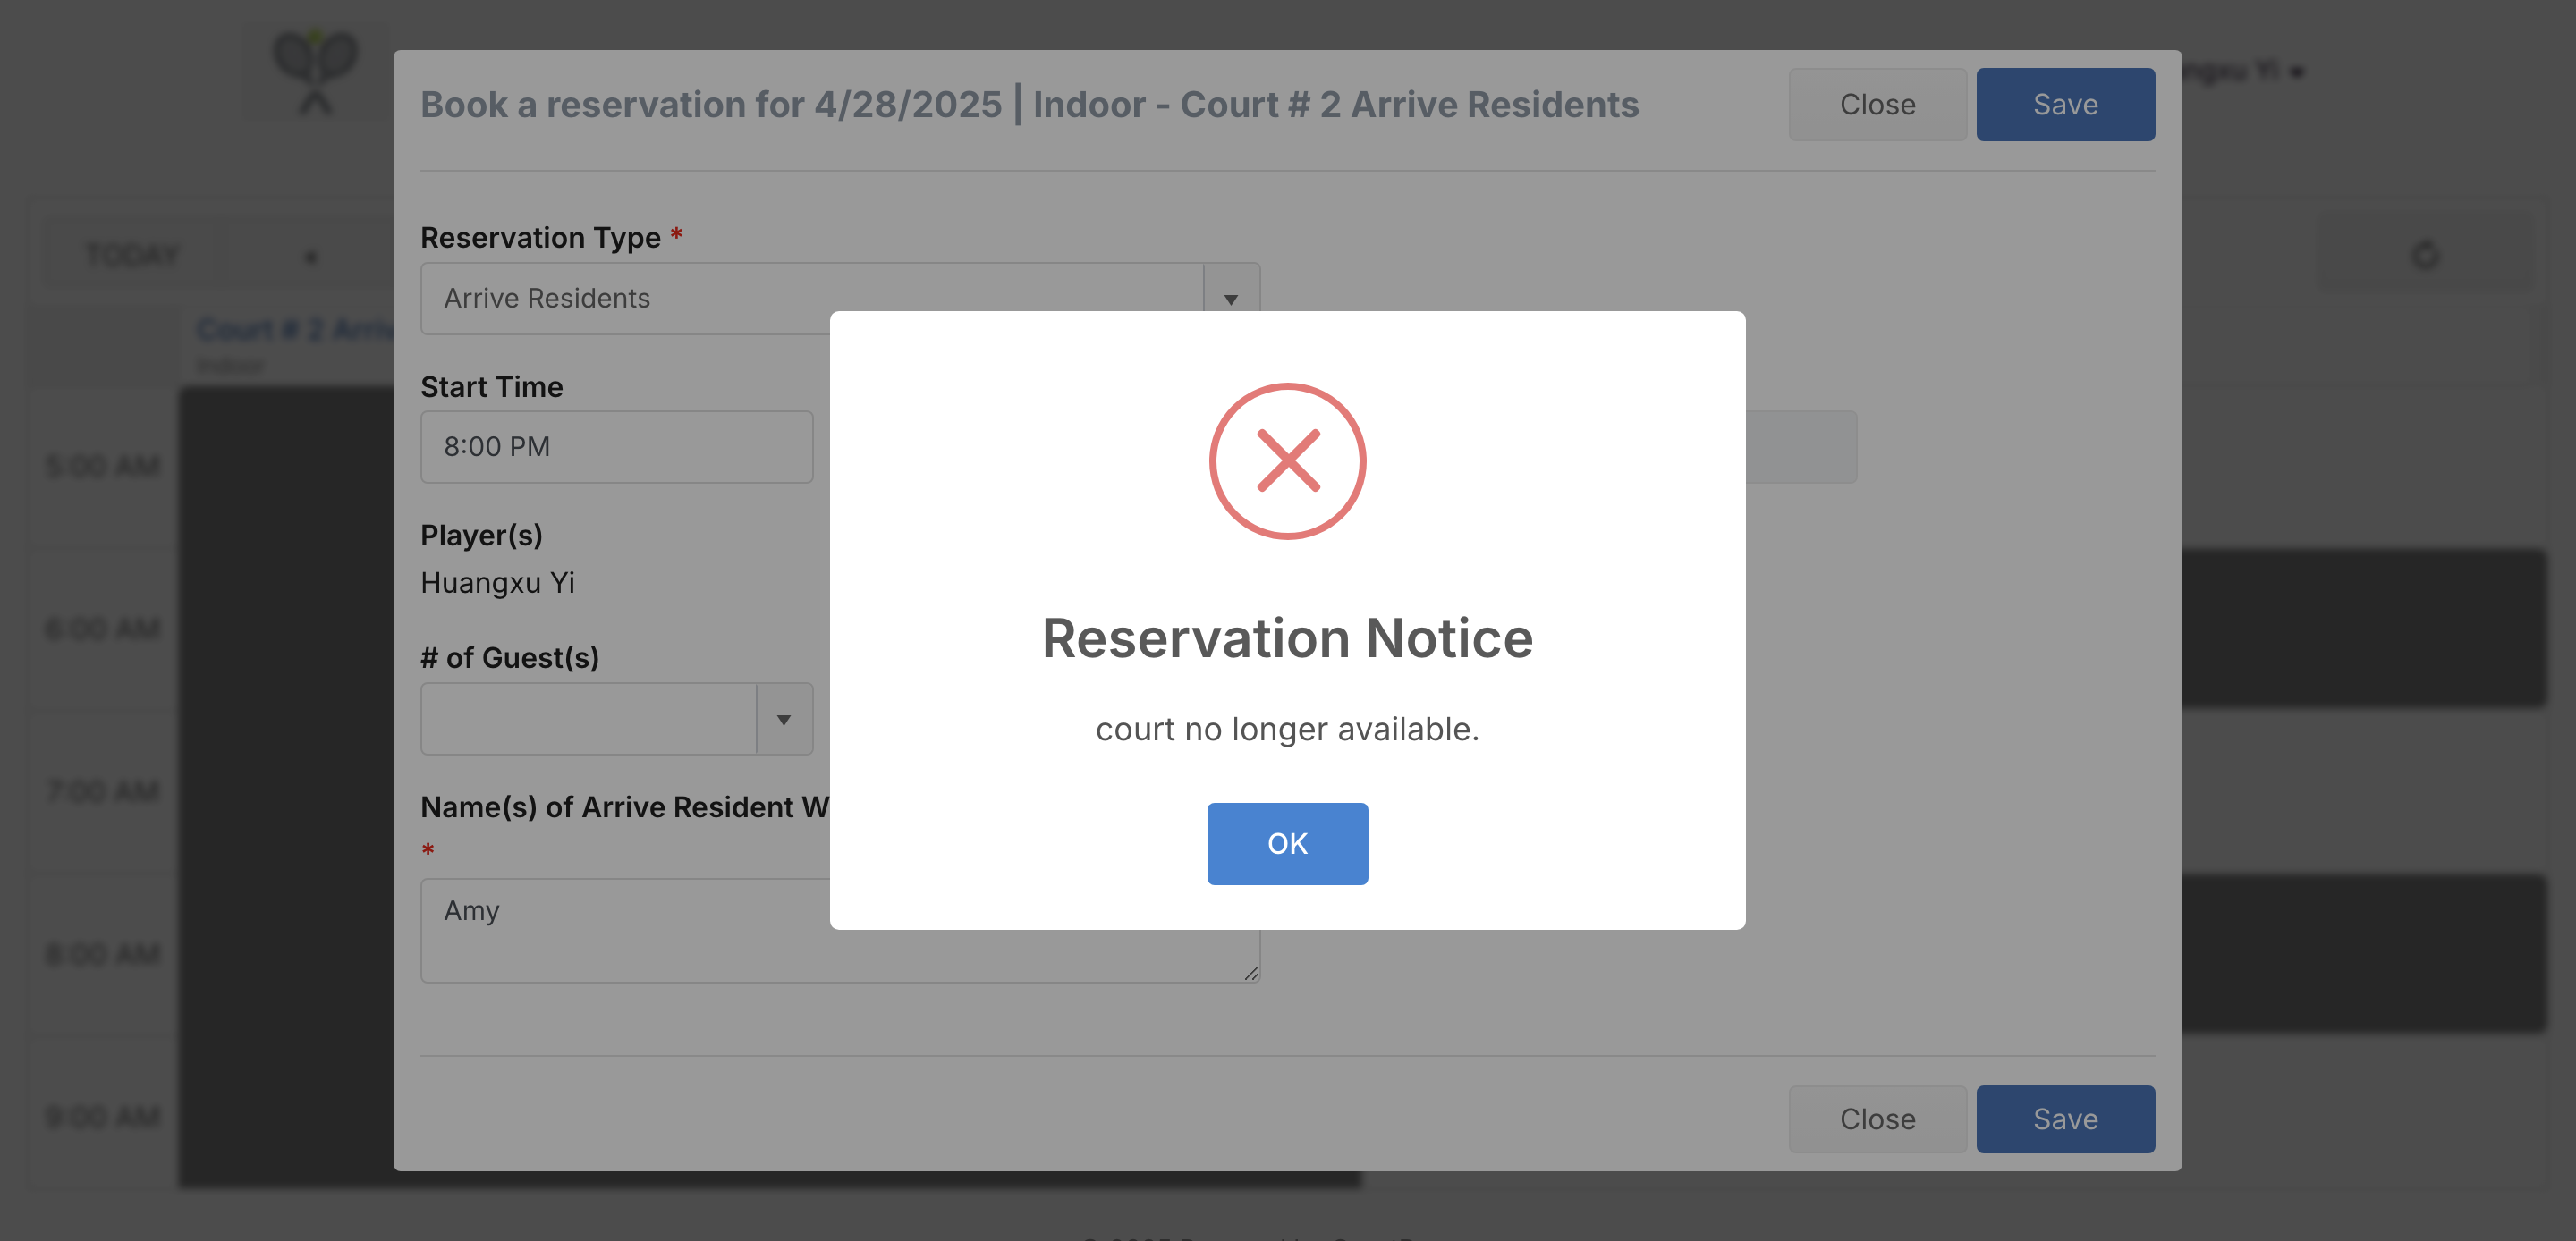 ngxu Yi
Book a reservation for 4/28/2025 | Indoor - Court # 2 Arrive Residents
Close
Save
TODAY
Reservation Type *
Arrive Residents
Court # 2 Arriv
Indoor
Start Time
8:00 PM
5:00 AM
Player(s)
Huangxu Yi
6:00 AM
# of Guest(s)
Reservation Notice
court no longer available.
7:00 AM
Name(s) of Arrive Resident W
*
OK
Amy
8:00 AM
9:00 AM
Close
Save